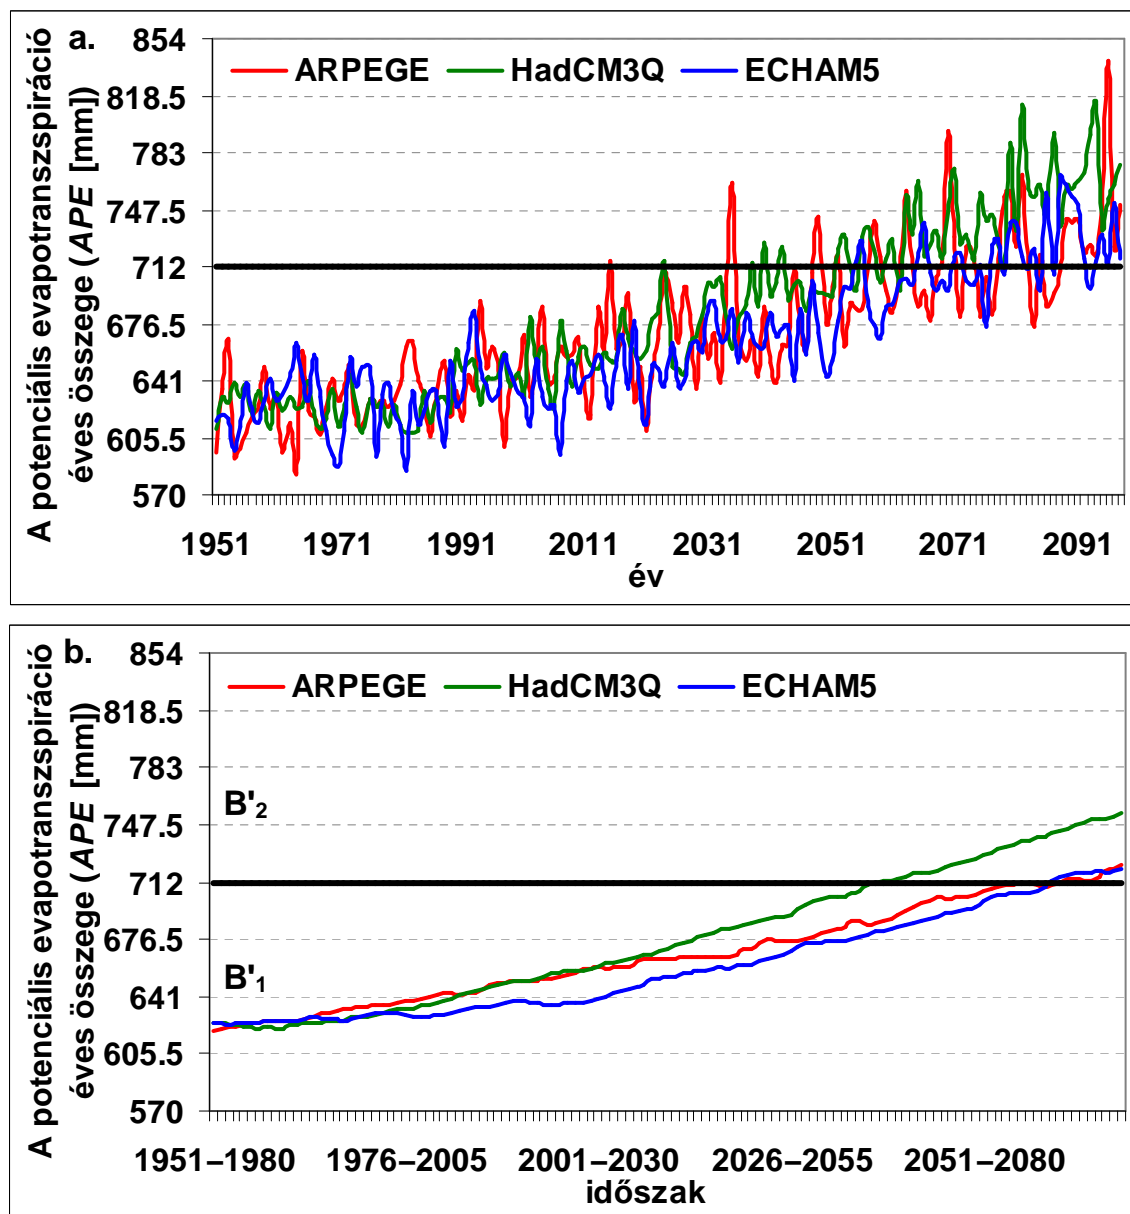 a.
A potenciális evapotranszspiráció
éves összege (APE [mm])
854
818.5
783
747.5
712
676.5
641
605.5
570
ARPEGE HadCM3Q ECHAM5
1951 1971 1991 2011 2031 2051 2071 2091
év
b.
A potenciális evapotranszspiráció
éves összege (APE [mm])
854
818.5
783
747.5
712
676.5
641
605.5
570
ARPEGE HadCM3Q ECHAM5
B'2
B'1
1951–1980 1976–2005 2001–2030 2026–2055 2051–2080
időszak